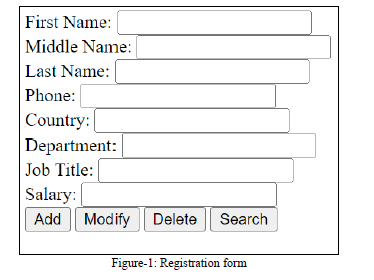 First Name:
Middle Name:
Last Name:
Phone:
Country:
Department:
Job Title:
Salary:
Add Modify Delete Search
Figure-1: Registration form